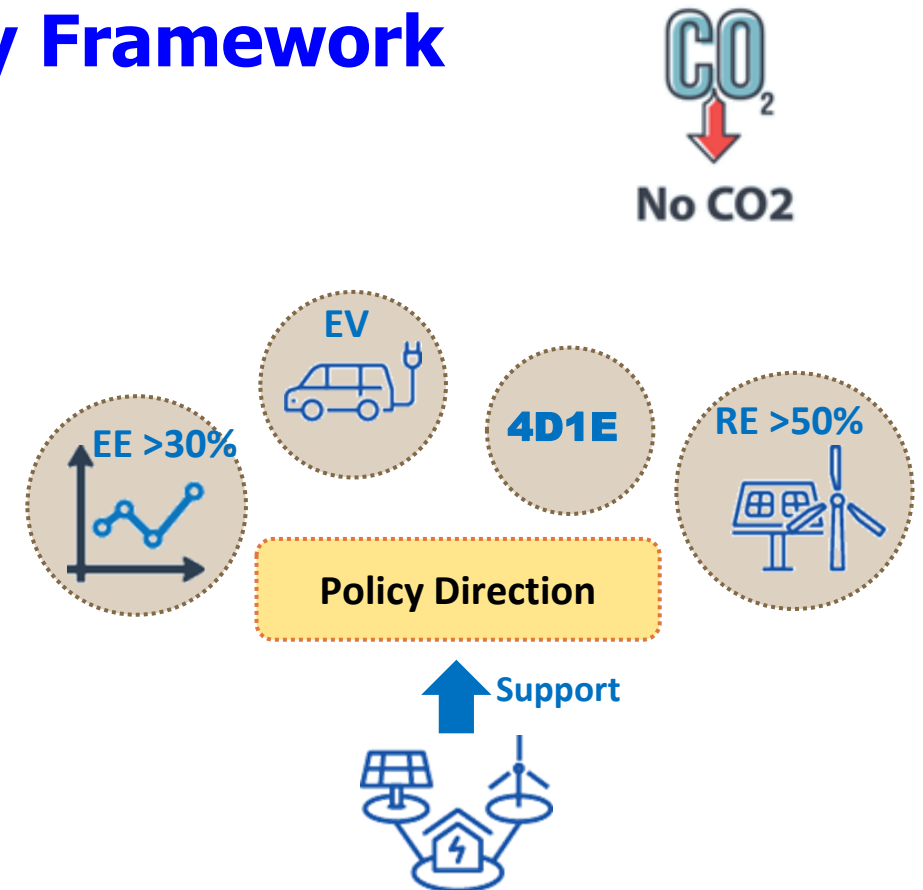 y Framework
CO2
No CO2
EV
4D1E
RE >50%
EE >30%
Policy Direction
Support